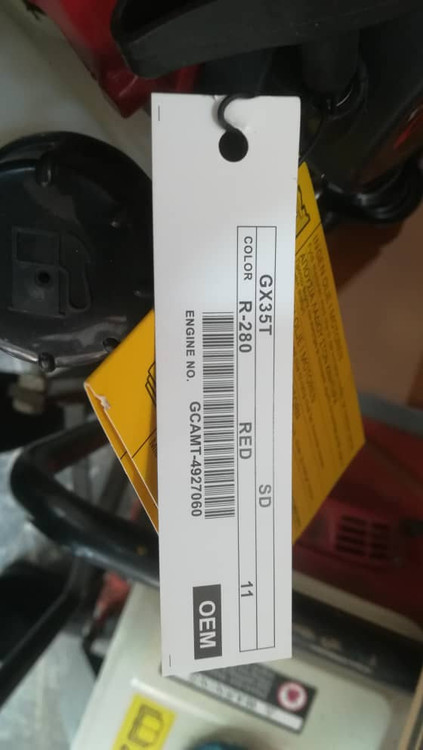 GX35T SD
COLOR R-280 RED 11
ENGINE NO. GCAMT-4927060
OEM